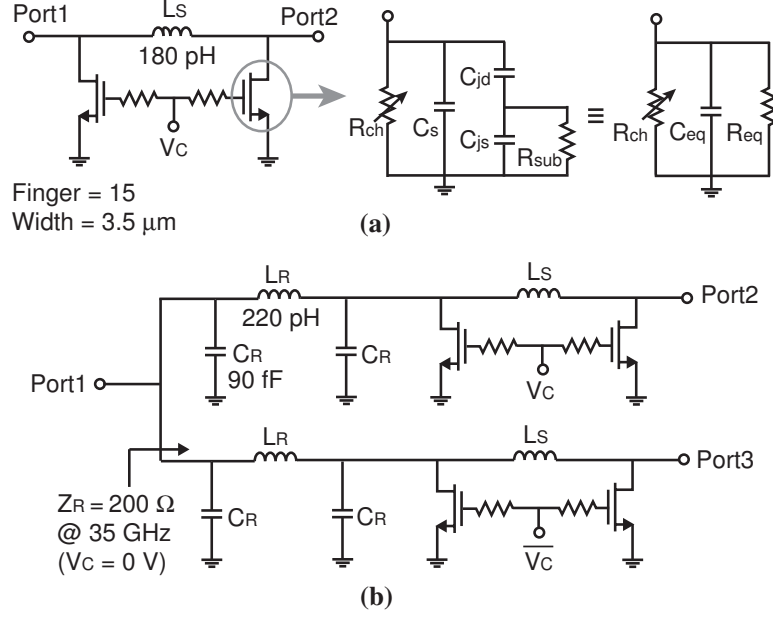 Port1
LS
Port2
180 pH
VC
Rch
Cs
Cjd
Cjs
Rsub
≡
Rch
Ceq
Req
Finger = 15
Width = 3.5 μm
(a)
LR
220 pH
LS
Port2
CR
90 fF
CR
VC
Port1
LR
LS
Port3
ZR = 200 Ω
@ 35 GHz
(VC = 0 V)
CR
CR
V̅C̅
(b)